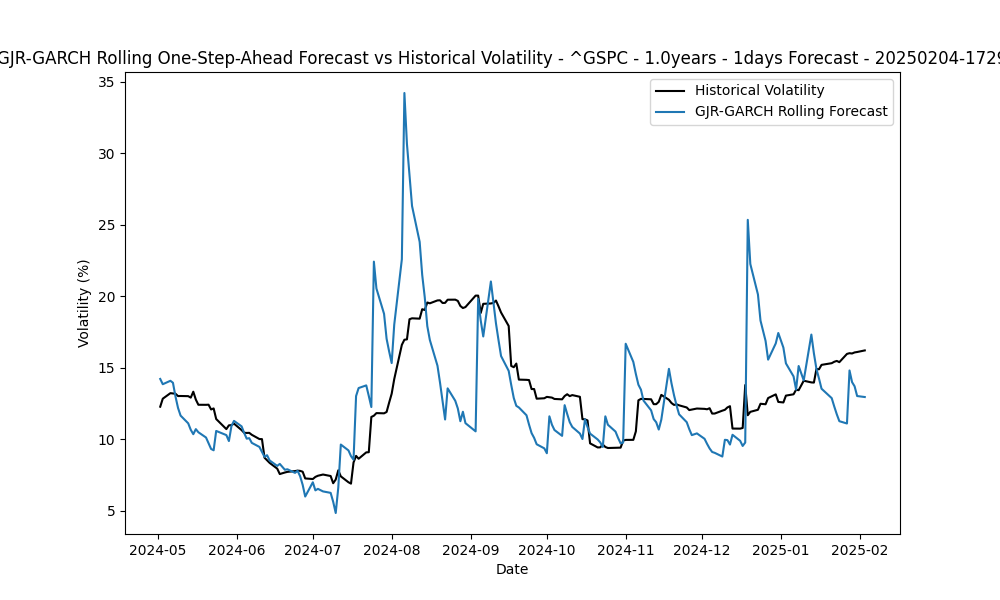 GJR-GARCH Rolling One-Step-Ahead Forecast vs Historical Volatility - ^GSPC - 1.0years - 1days Forecast - 20250204-1729
Historical Volatility
GJR-GARCH Rolling Forecast
35
30
25
20
15
10
5
Volatility (%)
2024-05 2024-06 2024-07 2024-08 2024-09 2024-10 2024-11 2024-12 2025-01 2025-02
Date